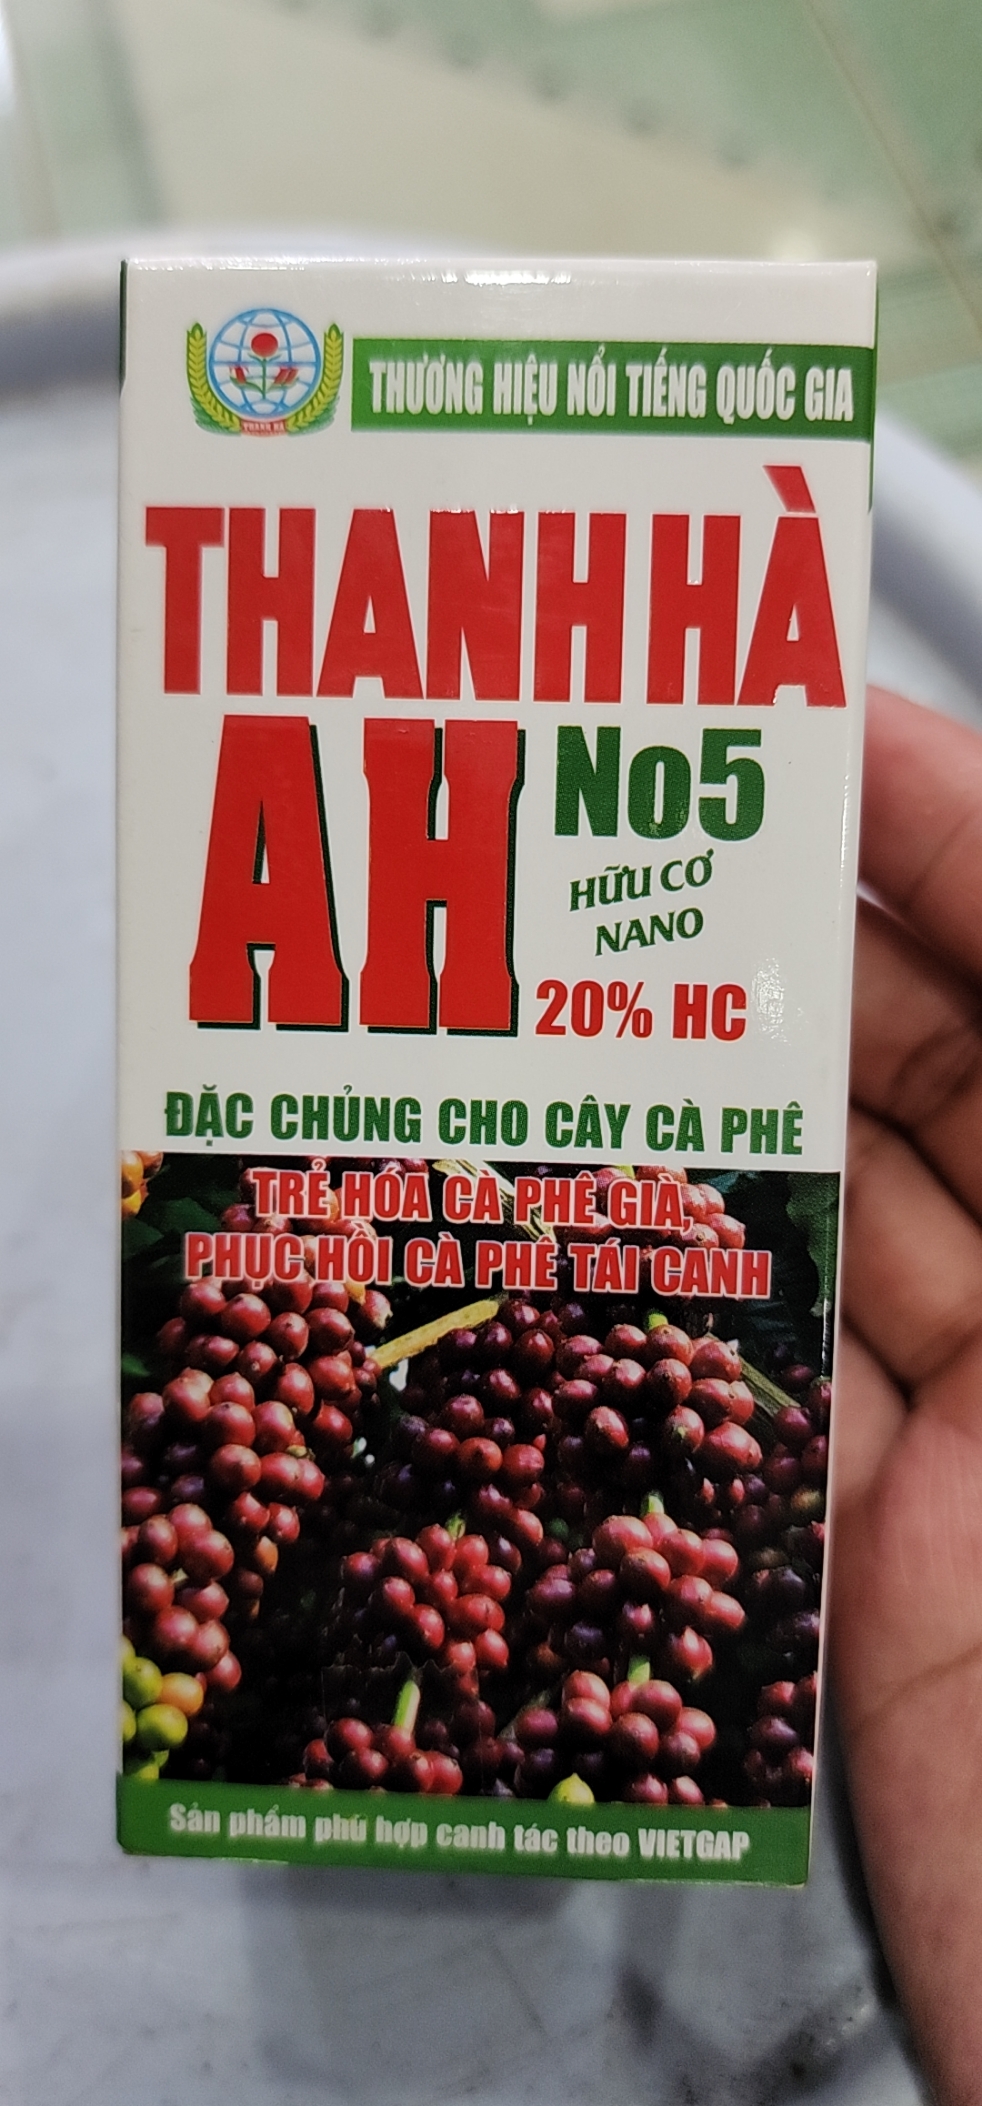 THANH HÀ
THƯƠNG HIỆU NỔI TIẾNG QUỐC GIA
THANH HÀ
AH
No5
HỮU CƠ
NANO
20% HC
ĐẶC CHỦNG CHO CÂY CÀ PHÊ
TRẺ HÓA CÀ PHÊ GIÀ,
PHỤC HỒI CÀ PHÊ TÁI CANH
Sản phẩm phù hợp canh tác theo VIETGAP